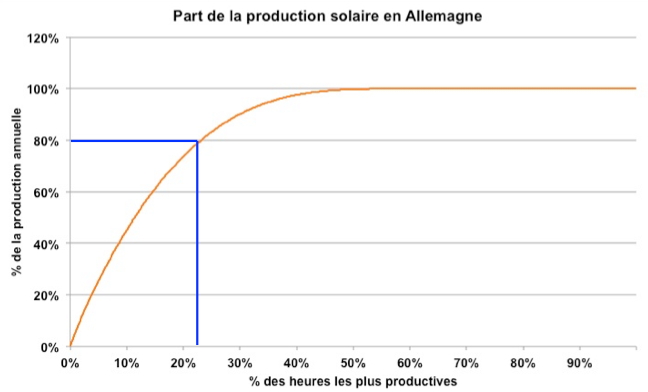 Part de la production solaire en Allemagne
120%
100%
80%
60%
40%
20%
0%
% de la production annuelle
0% 10% 20% 30% 40% 50% 60% 70% 80% 90%
% des heures les plus productives